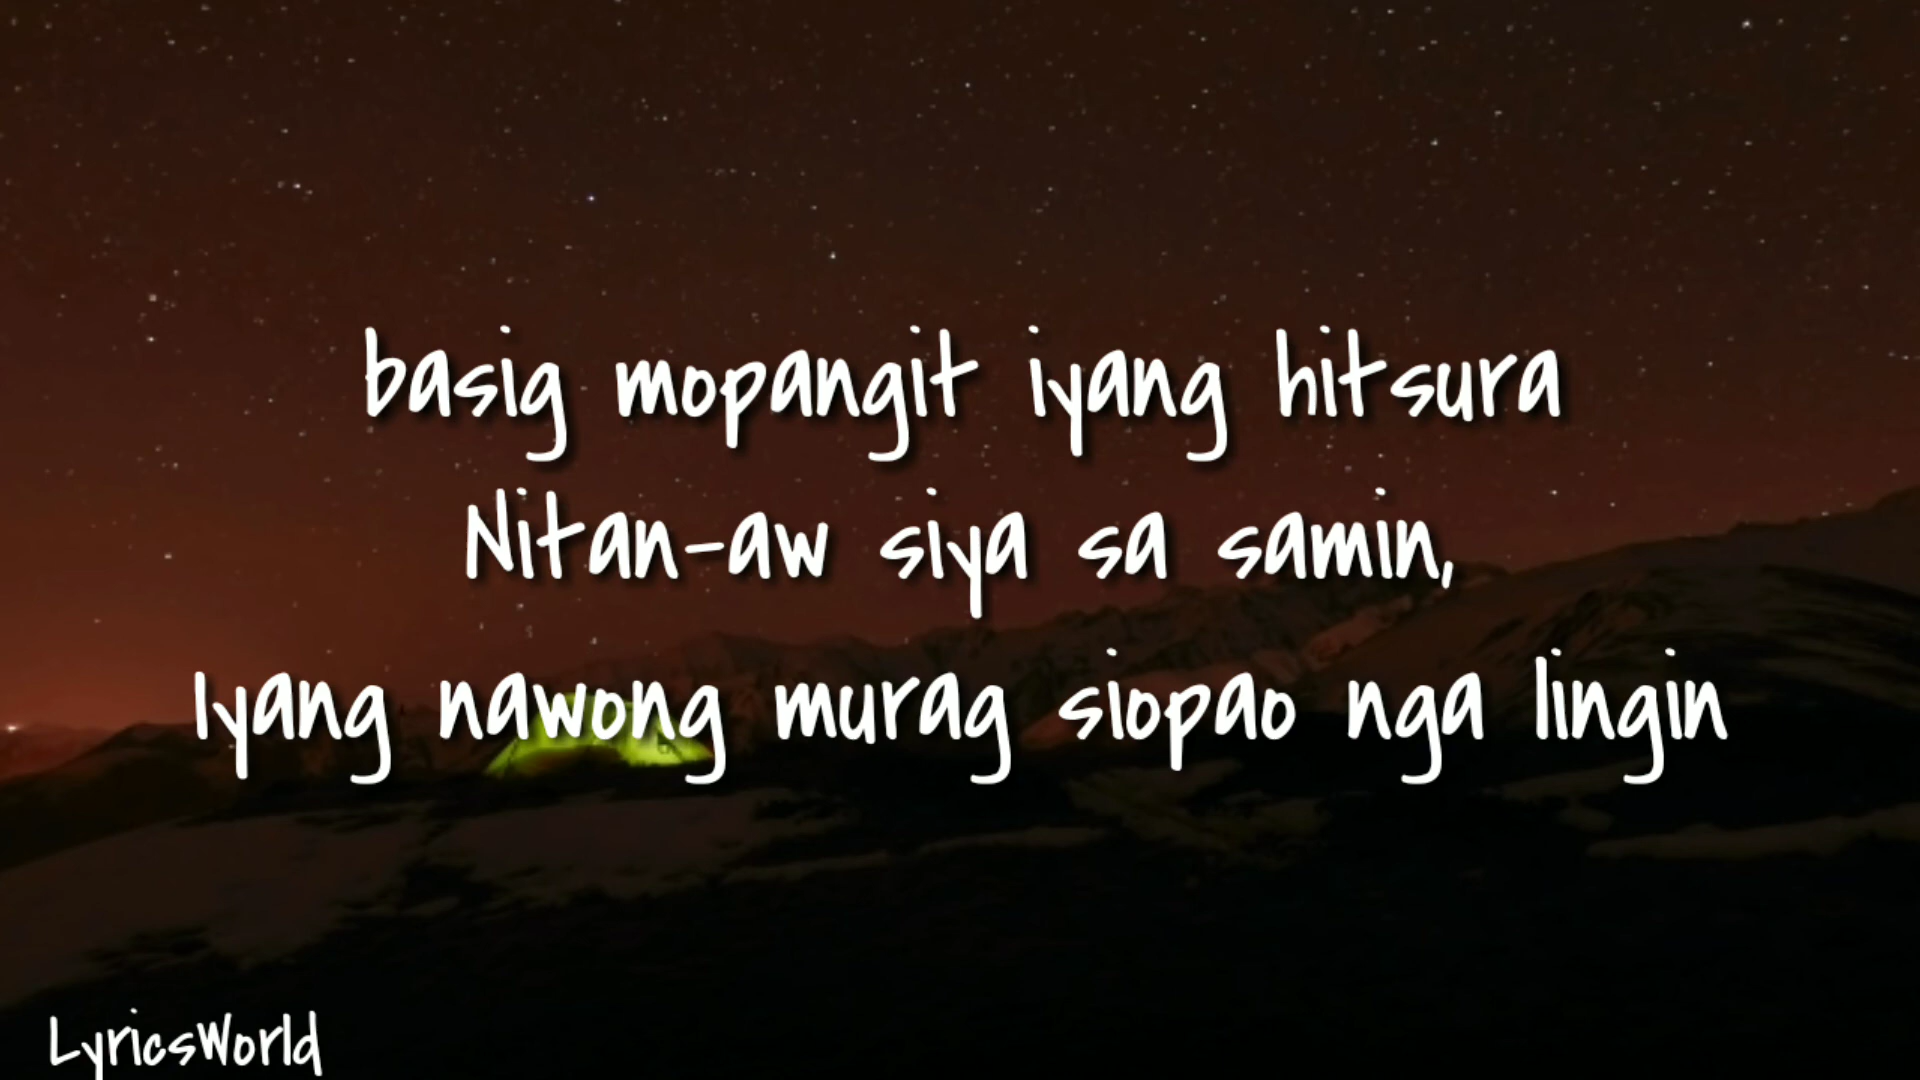 basig mopangit iyang hitsura
Nitan-aw siya sa samin,
Iyang nawong murag siopao nga lingin
LyricsWorld